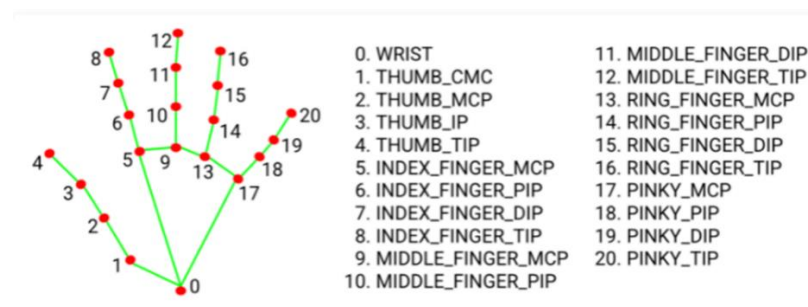 12
8
11
16
7
15
10
6
14
20
19
5
9
13
18
4
17
3
2
1
0
0. WRIST
1. THUMB_CMC
2. THUMB_MCP
3. THUMB_IP
4. THUMB_TIP
5. INDEX_FINGER_MCP
6. INDEX_FINGER_PIP
7. INDEX_FINGER_DIP
8. INDEX_FINGER_TIP
9. MIDDLE_FINGER_MCP
10. MIDDLE_FINGER_PIP
11. MIDDLE_FINGER_DIP
12. MIDDLE_FINGER_TIP
13. RING_FINGER_MCP
14. RING_FINGER_PIP
15. RING_FINGER_DIP
16. RING_FINGER_TIP
17. PINKY_MCP
18. PINKY_PIP
19. PINKY_DIP
20. PINKY_TIP